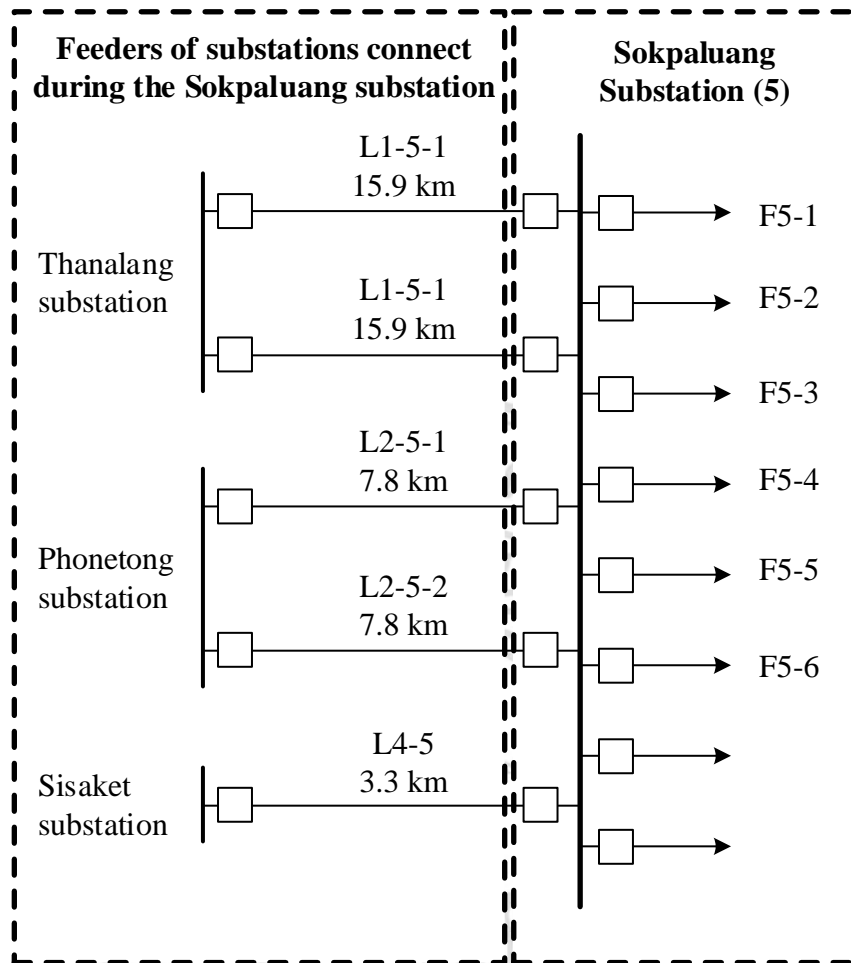 Feeders of substations connect
during the Sokpaluang substation
Sokpaluang
Substation (5)
L1-5-1
15.9 km
Thanalang
substation
L1-5-1
15.9 km
L2-5-1
7.8 km
Phonetong
substation
L2-5-2
7.8 km
L4-5
3.3 km
Sisaket
substation
F5-1
F5-2
F5-3
F5-4
F5-5
F5-6